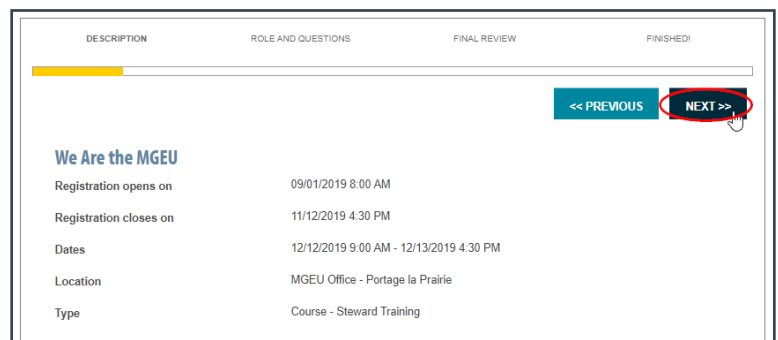 DESCRIPTION ROLE AND QUESTIONS FINAL REVIEW FINISHED!
<< PREVIOUS NEXT >>
We Are the MGEU
Registration opens on 09/01/2019 8:00 AM
Registration closes on 11/12/2019 4:30 PM
Dates 12/12/2019 9:00 AM - 12/13/2019 4:30 PM
Location MGEU Office - Portage la Prairie
Type Course - Steward Training